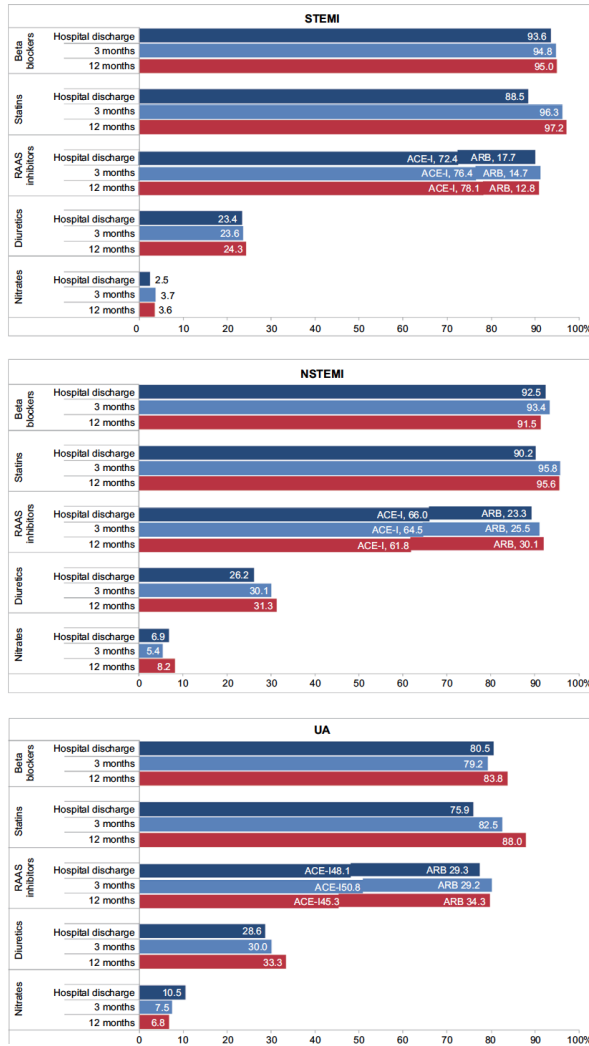 STEMI
Beta blockers
Hospital discharge 93.6
3 months 94.8
12 months 95.0
Statins
Hospital discharge 88.5
3 months 96.3
12 months 97.2
RAAS inhibitors
Hospital discharge ACE-I, 72.4 ARB, 17.7
3 months ACE-I, 76.4 ARB, 14.7
12 months ACE-I, 78.1 ARB, 12.8
Diuretics
Hospital discharge 23.4
3 months 23.6
12 months 24.3
Nitrates
Hospital discharge 2.5
3 months 3.7
12 months 3.6
0 10 20 30 40 50 60 70 80 90 100%
NSTEMI
Beta blockers
Hospital discharge 92.5
3 months 93.4
12 months 91.5
Statins
Hospital discharge 90.2
3 months 95.8
12 months 95.6
RAAS inhibitors
Hospital discharge ACE-I, 66.0 ARB, 23.3
3 months ACE-I, 64.5 ARB, 25.5
12 months ACE-I, 61.8 ARB, 30.1
Diuretics
Hospital discharge 26.2
3 months 30.1
12 months 31.3
Nitrates
Hospital discharge 6.9
3 months 5.4
12 months 8.2
0 10 20 30 40 50 60 70 80 90 100%
UA
Beta blockers
Hospital discharge 80.5
3 months 79.2
12 months 83.8
Statins
Hospital discharge 75.9
3 months 82.5
12 months 88.0
RAAS inhibitors
Hospital discharge ACE-I48.1 ARB 29.3
3 months ACE-I50.8 ARB 29.2
12 months ACE-I45.3 ARB 34.3
Diuretics
Hospital discharge 28.6
3 months 30.0
12 months 33.3
Nitrates
Hospital discharge 10.5
3 months 7.5
12 months 6.8
0 10 20 30 40 50 60 70 80 90 100%